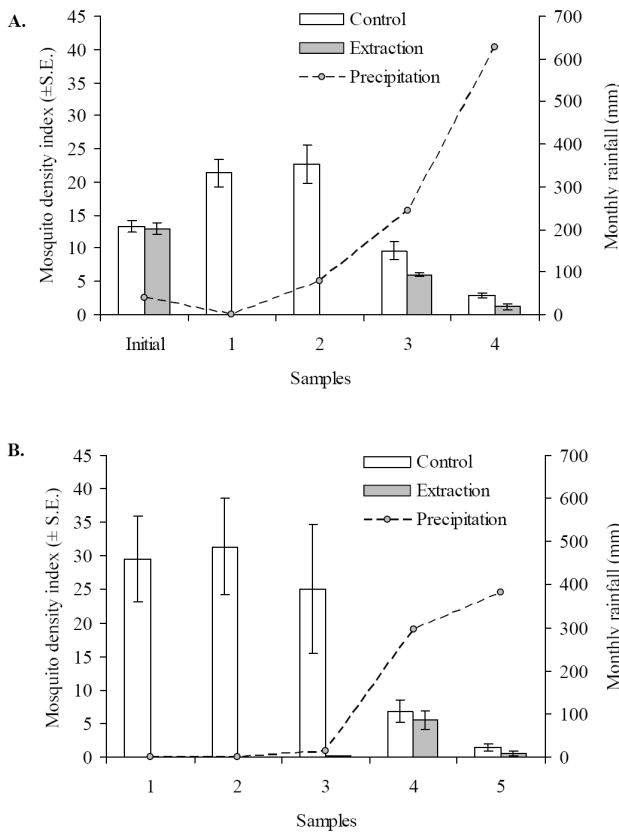 A.
Mosquito density index (±S.E.)
45
40
35
30
25
20
15
10
5
0
Control
Extraction
Precipitation
700
600
500
400
300
200
100
0
Monthly rainfall (mm)
Initial 1 2 3 4
Samples
B.
Mosquito density index (± S.E.)
45
40
35
30
25
20
15
10
5
0
Control
Extraction
Precipitation
700
600
500
400
300
200
100
0
Monthly rainfall (mm)
1 2 3 4 5
Samples